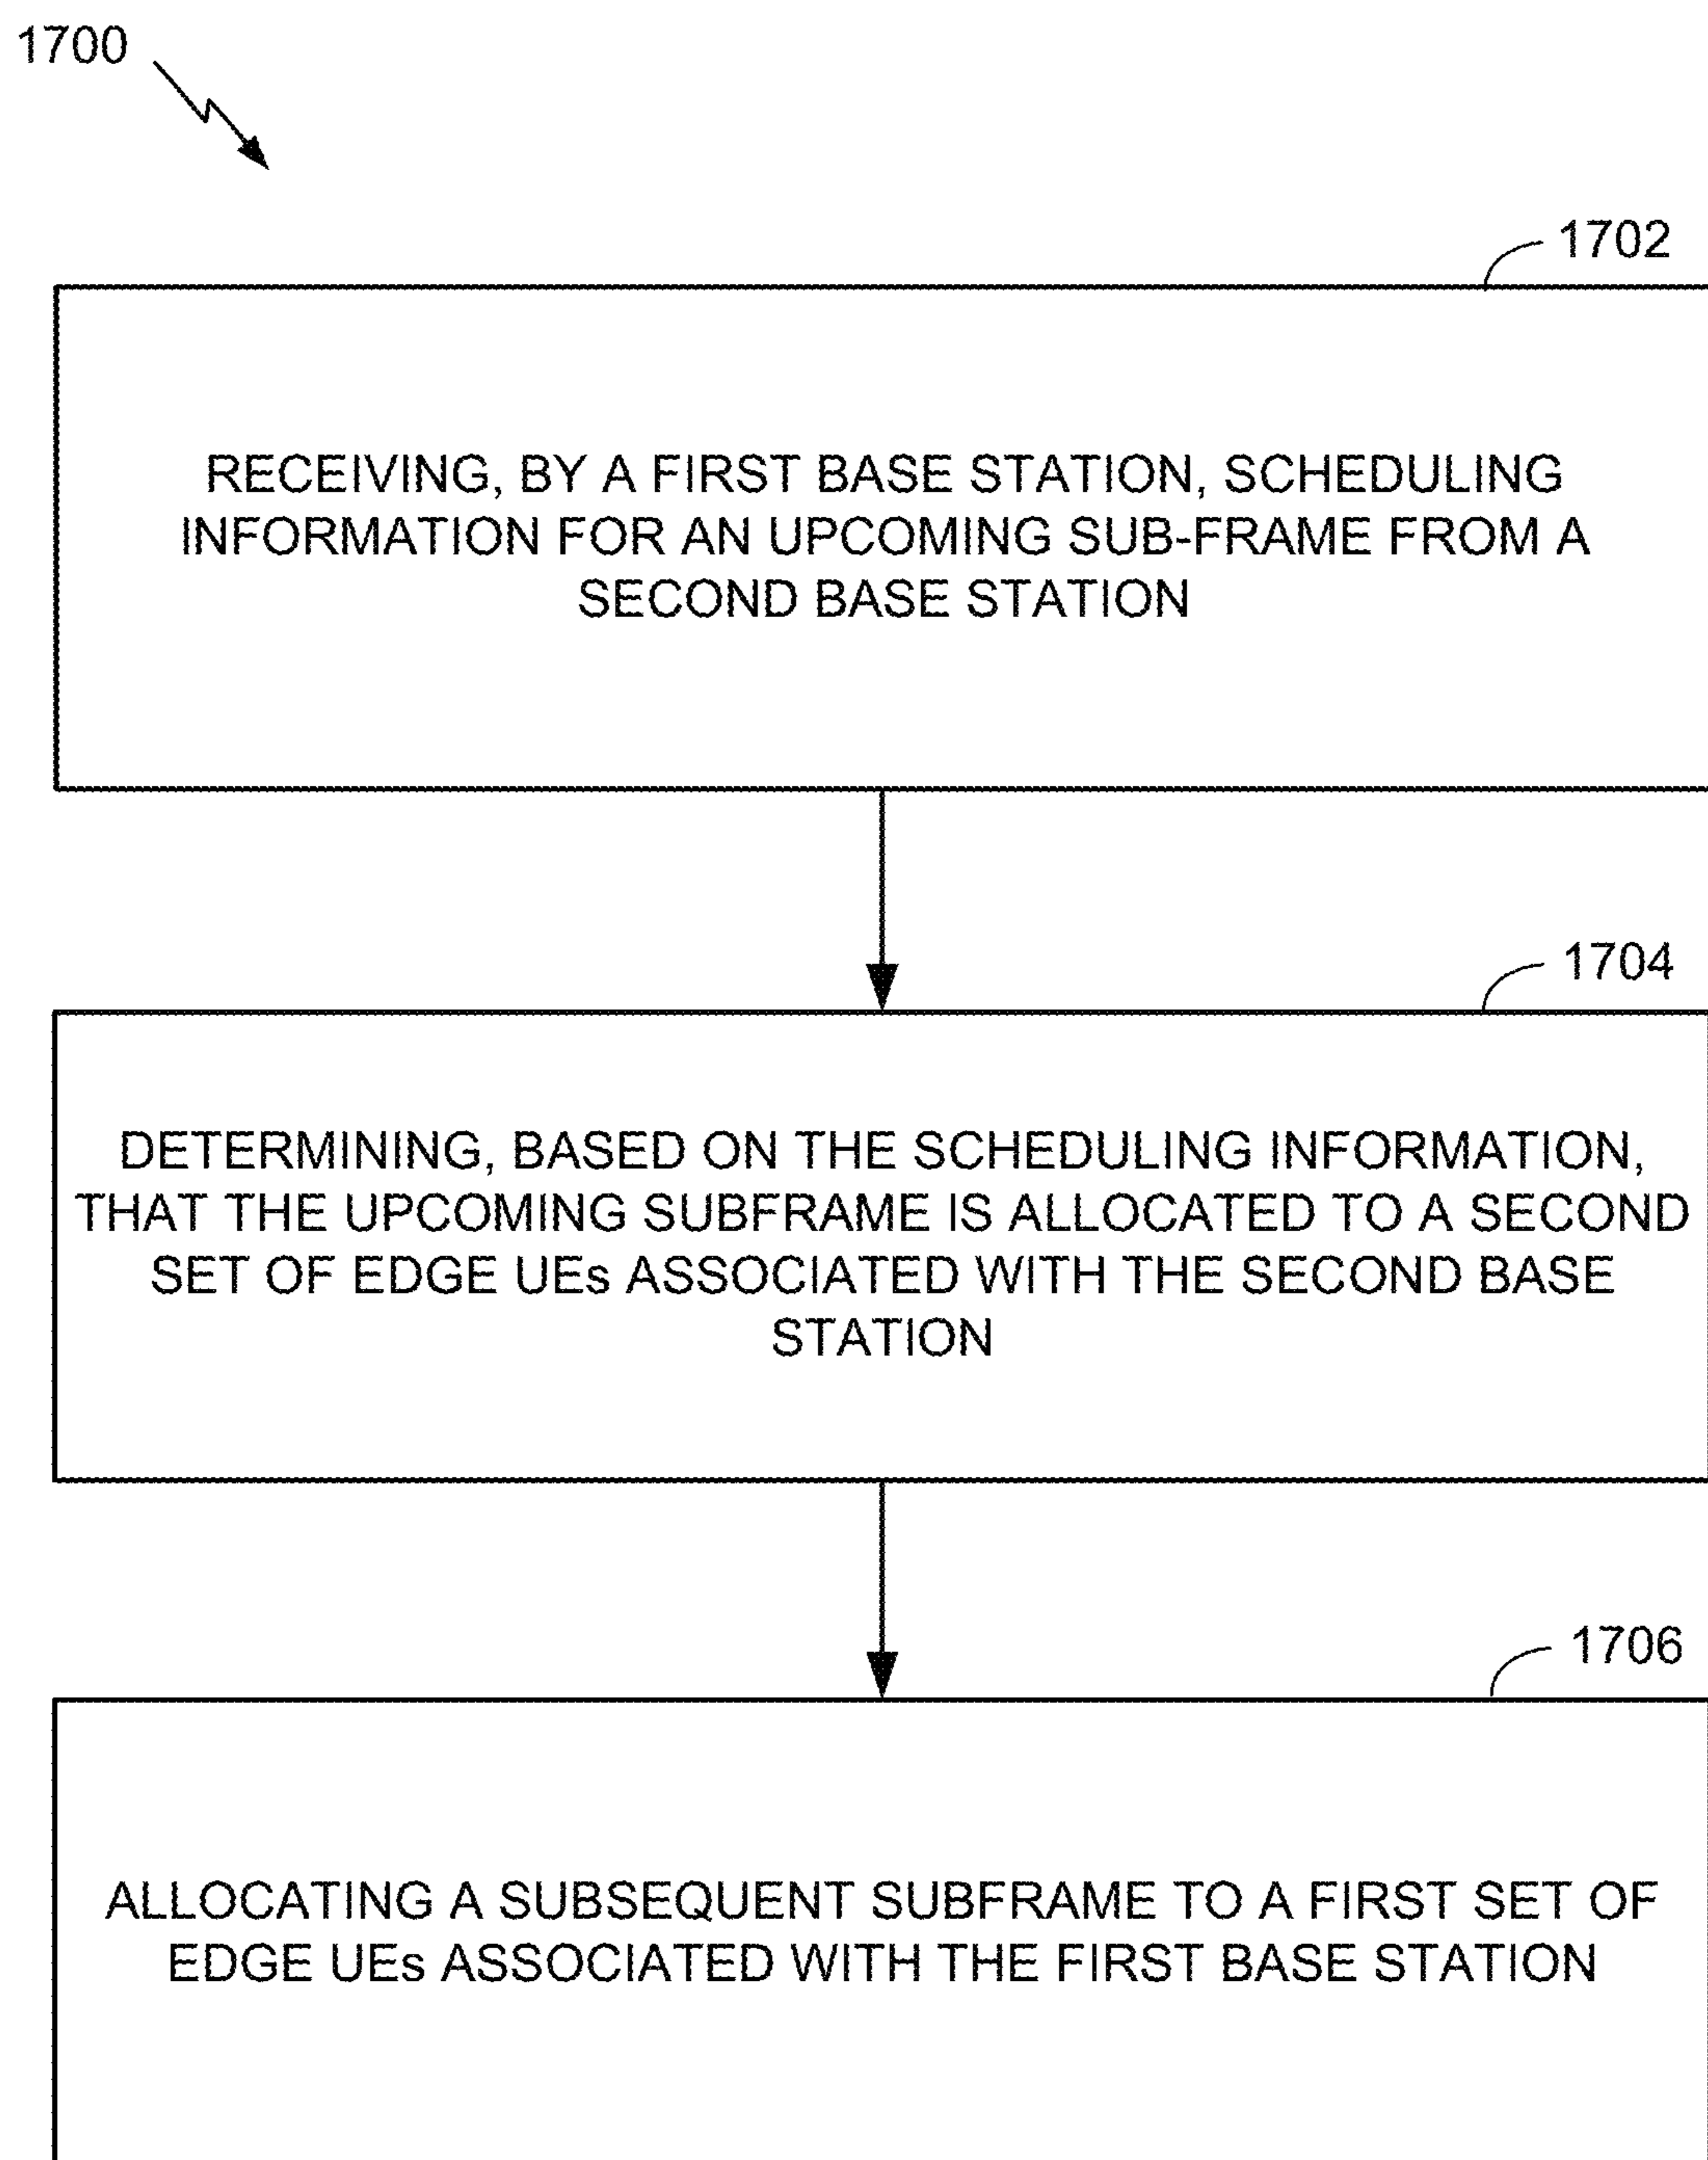 1700
1702
RECEIVING, BY A FIRST BASE STATION, SCHEDULING
INFORMATION FOR AN UPCOMING SUB-FRAME FROM A
SECOND BASE STATION
1704
DETERMINING, BASED ON THE SCHEDULING INFORMATION,
THAT THE UPCOMING SUBFRAME IS ALLOCATED TO A SECOND
SET OF EDGE UEs ASSOCIATED WITH THE SECOND BASE
STATION
1706
ALLOCATING A SUBSEQUENT SUBFRAME TO A FIRST SET OF
EDGE UEs ASSOCIATED WITH THE FIRST BASE STATION